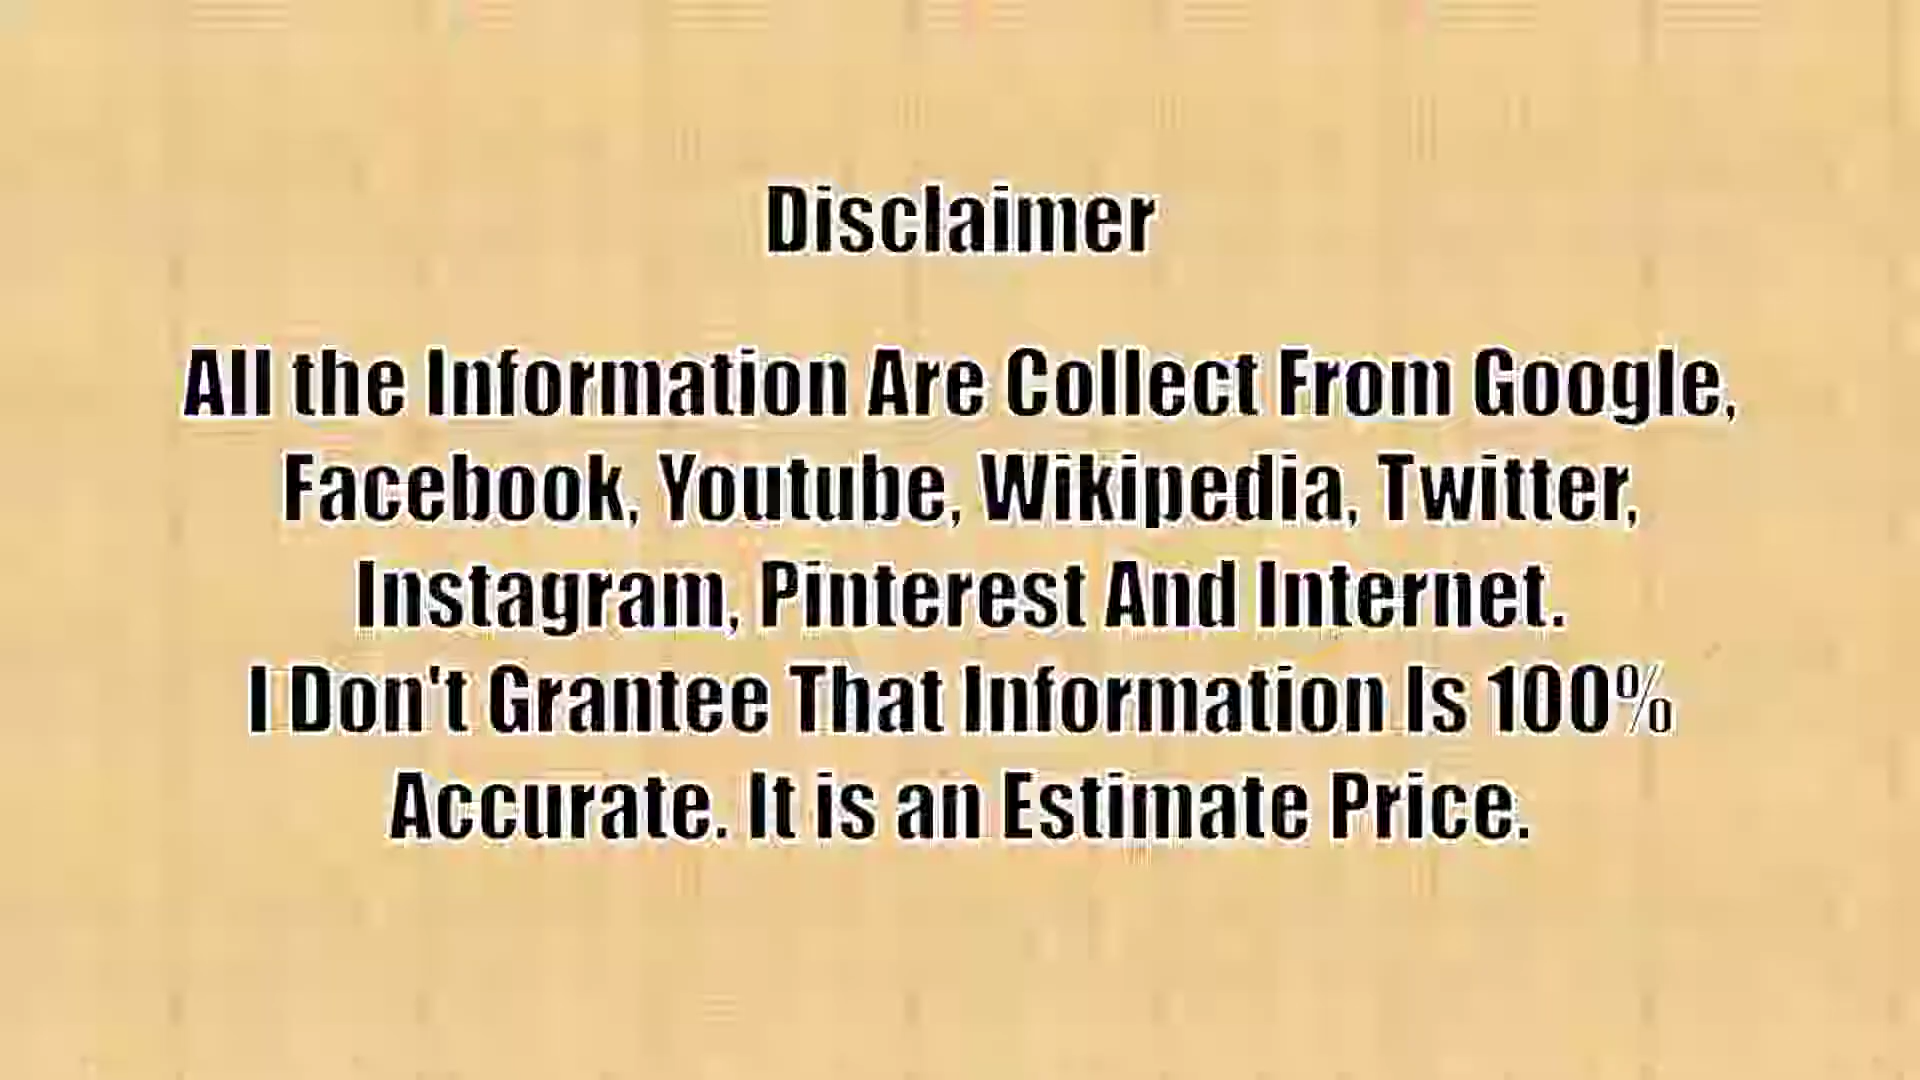 Disclaimer
All the Information Are Collect From Google,
Facebook, Youtube, Wikipedia, Twitter,
Instagram, Pinterest And Internet.
I Don't Grantee That Information Is 100%
Accurate. It is an Estimate Price.